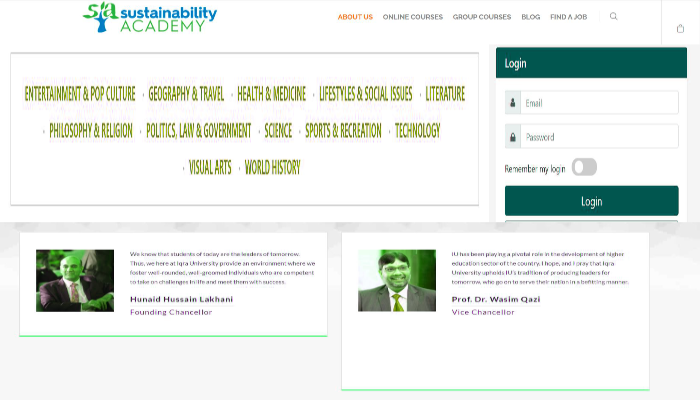 sa sustainability
ACADEMY
ABOUT US ONLINE COURSES GROUP COURSES BLOG FIND A JOB
ENTERTAINMENT & POP CULTURE · GEOGRAPHY & TRAVEL · HEALTH & MEDICINE · LIFESTYLES & SOCIAL ISSUES · LITERATURE
· PHILOSOPHY & RELIGION · POLITICS, LAW & GOVERNMENT · SCIENCE · SPORTS & RECREATION · TECHNOLOGY
· VISUAL ARTS · WORLD HISTORY
Login
Email
Password
Remember my login
Login
We know that students of today are the leaders of tomorrow.
Thus, we here at Iqra University provide an environment where we
foster well-rounded, well-groomed individuals who are competent
to take on challenges in life and meet them with success.
Hunaid Hussain Lakhani
Founding Chancellor
IU has been playing a pivotal role in the development of higher
education sector of the country. I hope, and I pray that Iqra
University upholds IU's tradition of producing leaders for
tomorrow, who go on to serve their nation in a befitting manner.
Prof. Dr. Wasim Qazi
Vice Chancellor